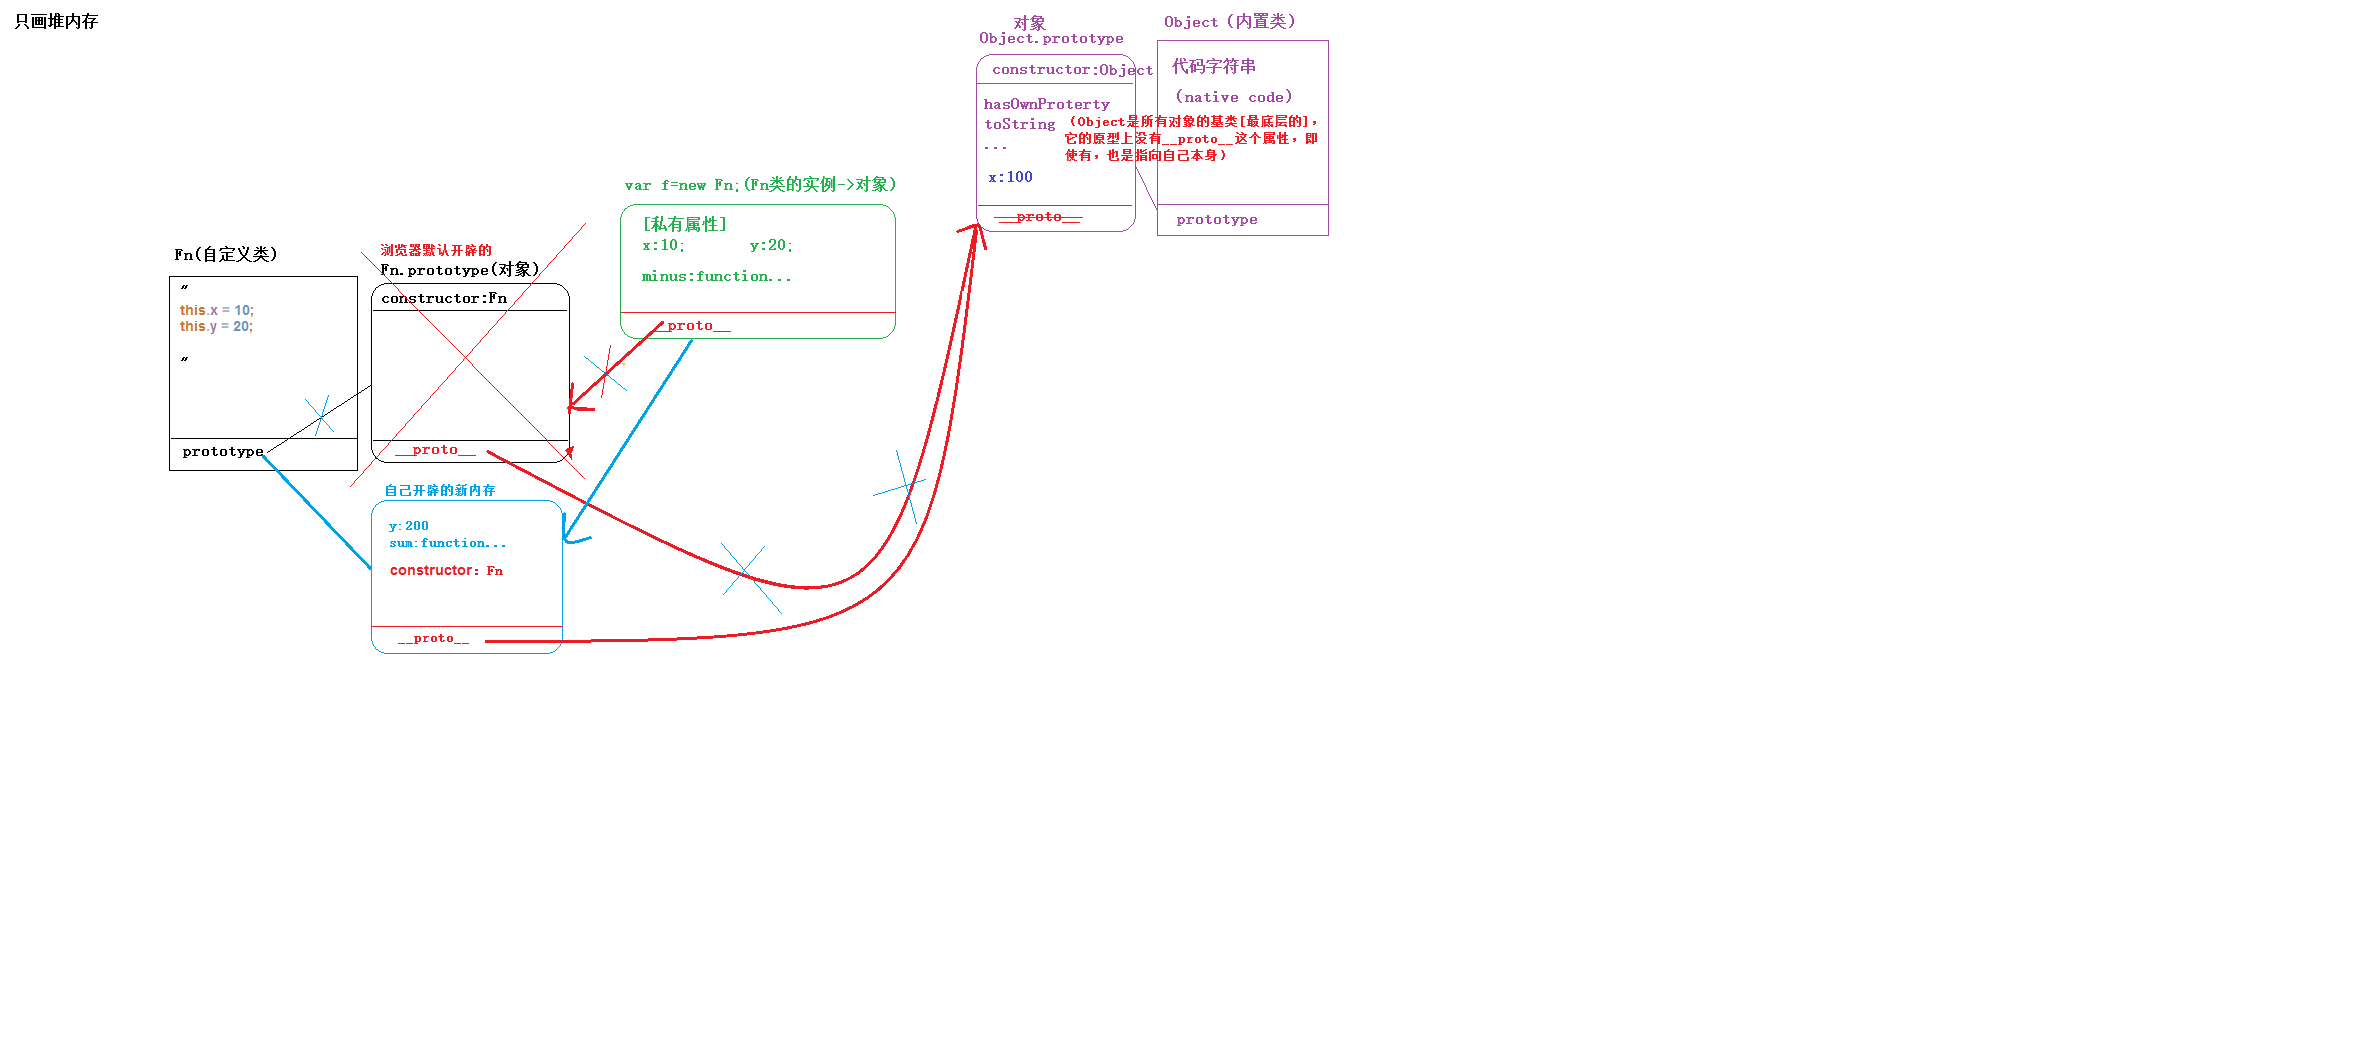 只画堆内存
对象
Object.prototype
constructor:Object
hasOwnProterty
toString
...
x:100
__proto__
Object（内置类）
代码字符串
(native code)
（Object是所有对象的基类[最底层的]，
它的原型上没有__proto__这个属性，即
使有，也是指向自己本身）
prototype
var f=new Fn;(Fn类的实例->对象)
[私有属性]
x:10; y:20;
minus:function...
__proto__
Fn(自定义类)
"
this.x = 10;
this.y = 20;
"
prototype
浏览器默认开辟的
Fn.prototype(对象)
constructor:Fn
__proto__
自己开辟的新内存
y:200
sum:function...
constructor: Fn
__proto__